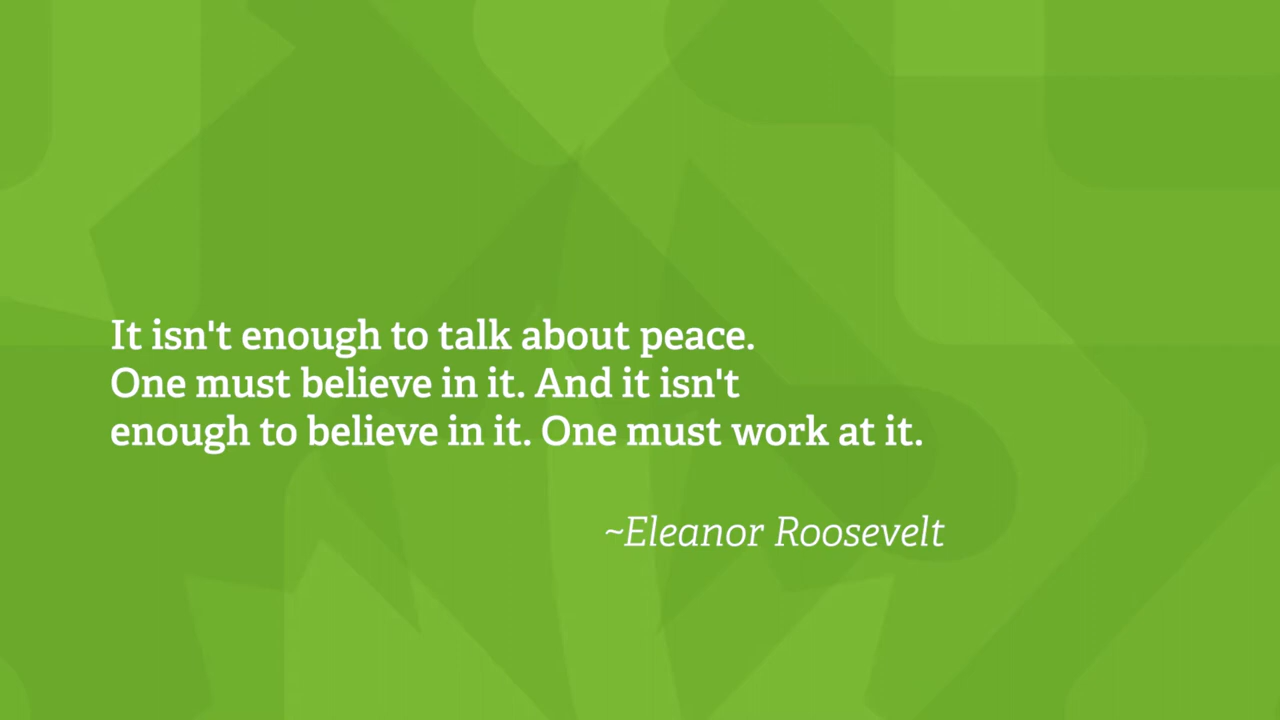 It isn't enough to talk about peace.
One must believe in it. And it isn't
enough to believe in it. One must work at it.
~Eleanor Roosevelt